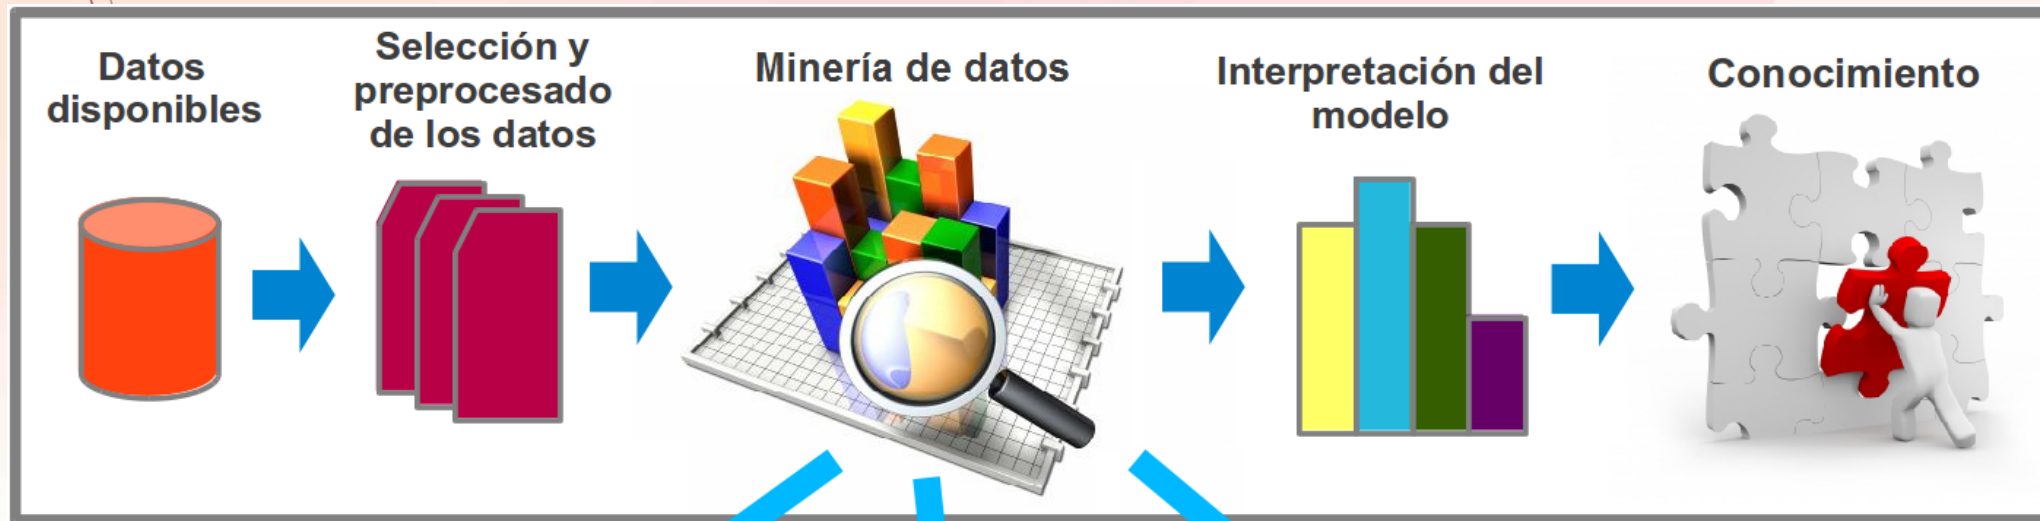 Datos
disponibles
Selección y
preprocesado
de los datos
Minería de datos
Interpretación del
modelo
Conocimiento